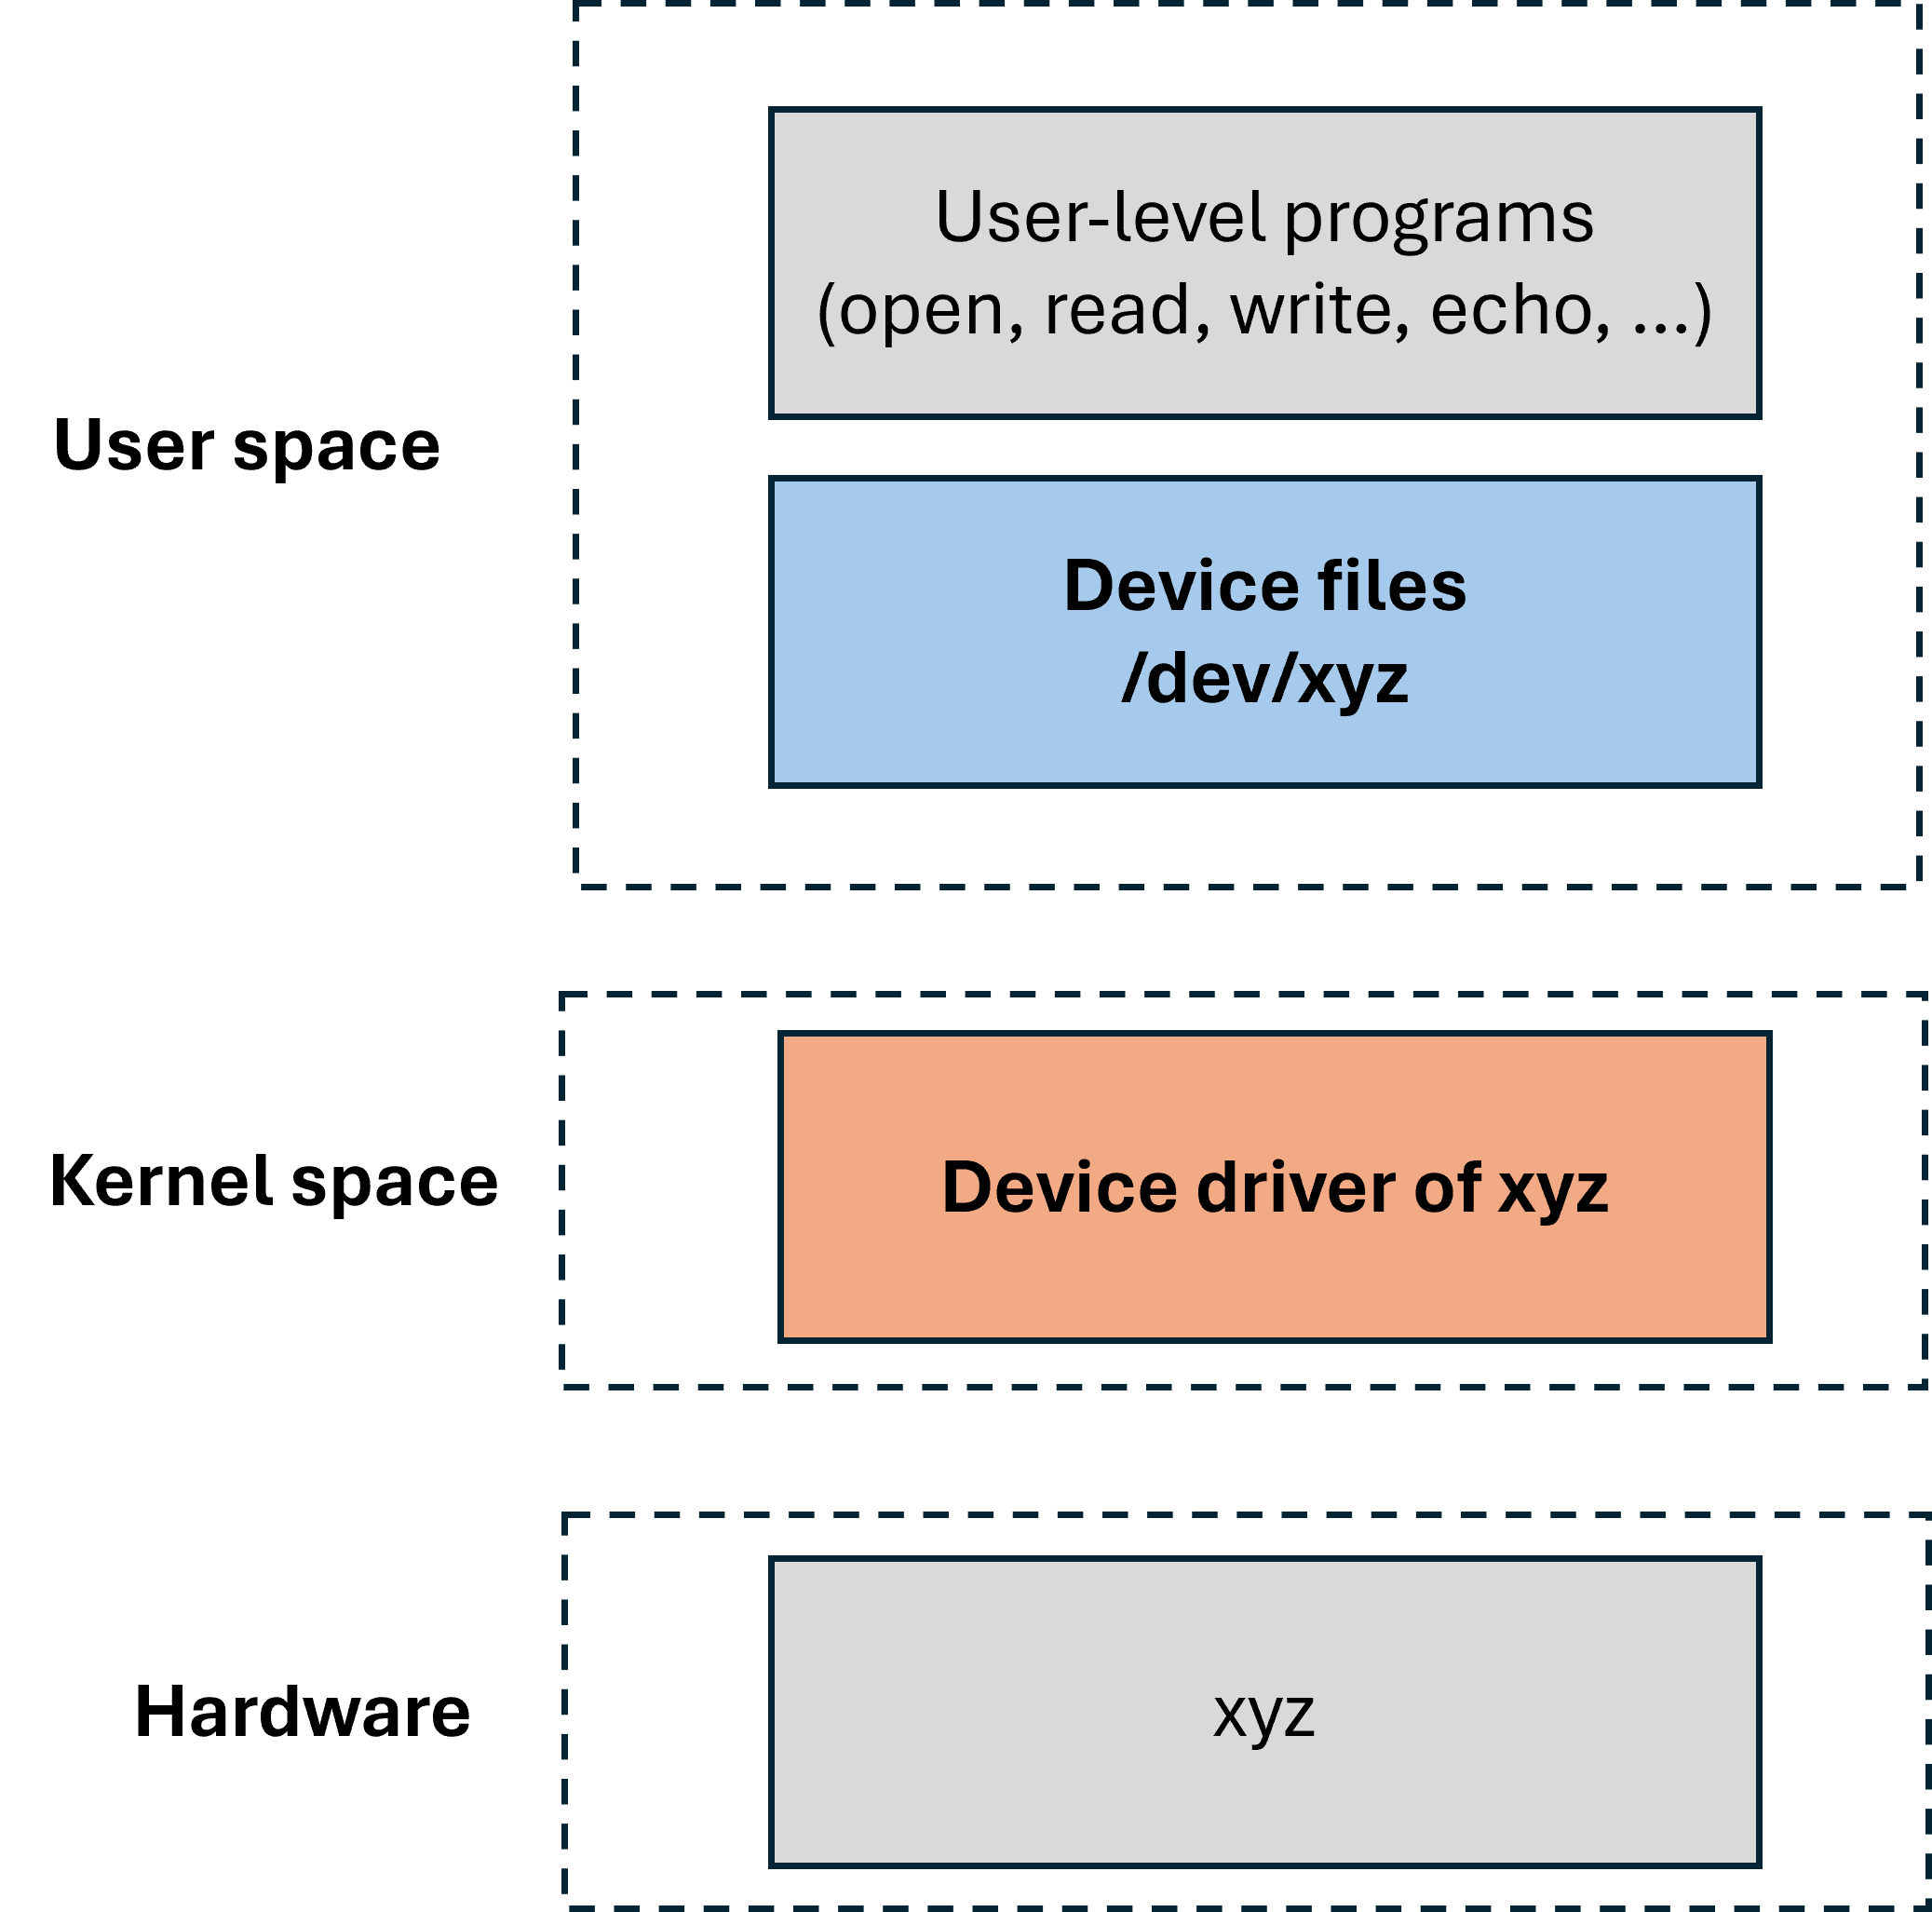 User space
User-level programs
(open, read, write, echo, ...)
Device files
/dev/xyz
Kernel space
Device driver of xyz
Hardware
xyz